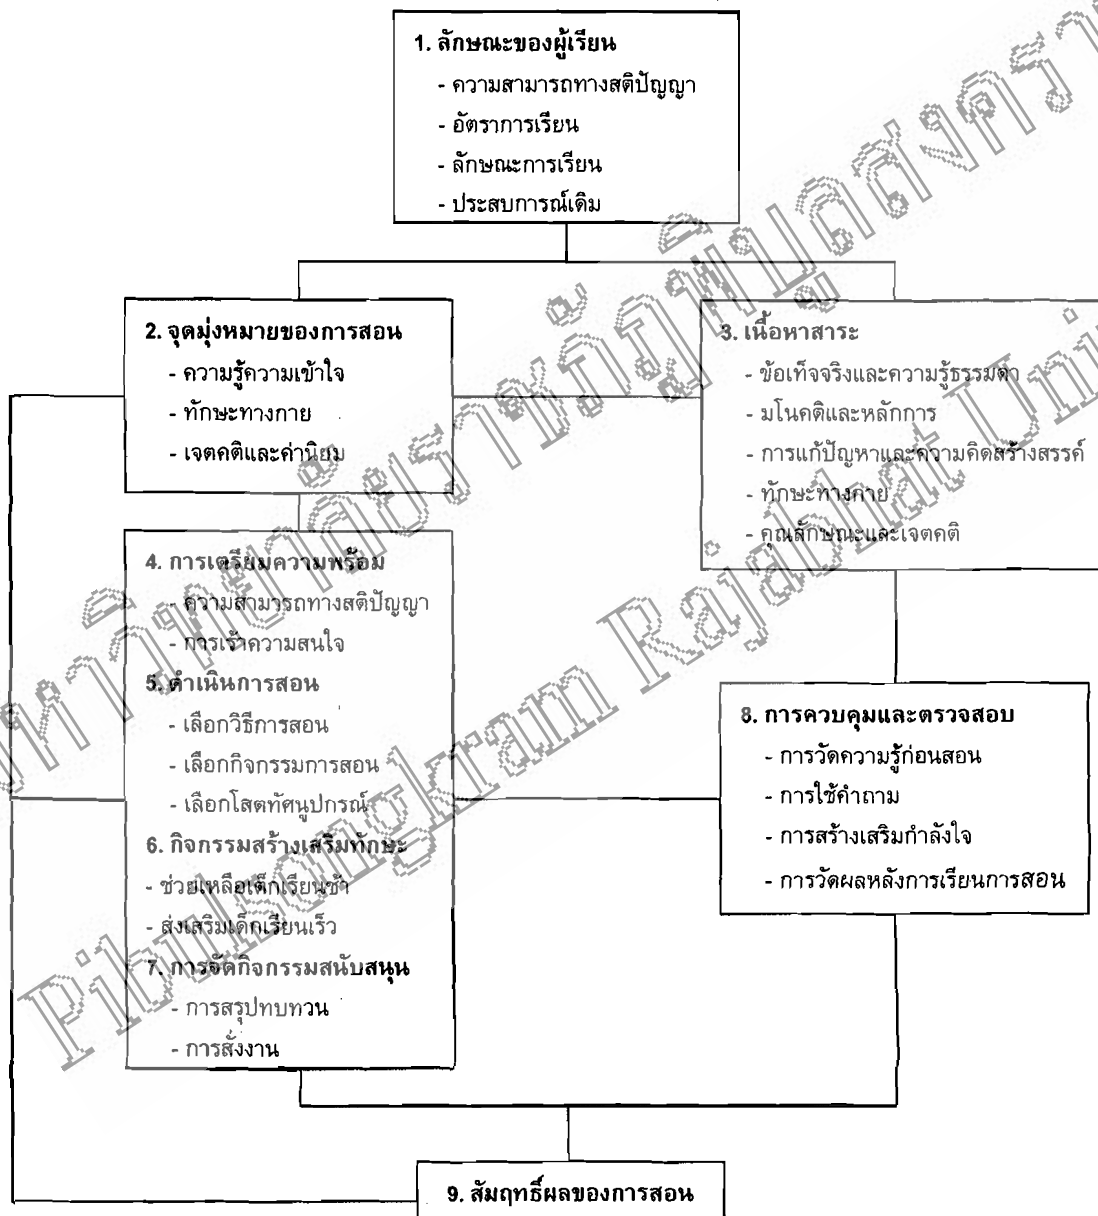 1. ลักษณะของผู้เรียน
- ความสามารถทางสติปัญญา
- อัตราการเรียน
- ลักษณะการเรียน
- ประสบการณ์เดิม
2. จุดมุ่งหมายของการสอน
- ความรู้ความเข้าใจ
- ทักษะทางกาย
- เจตคติและค่านิยม
3. เนื้อหาสาระ
- ข้อเท็จจริงและความรู้ธรรมดา
- มโนคติและหลักการ
- การแก้ปัญหาและความคิดสร้างสรรค์
- ทักษะทางกาย
- คุณลักษณะและเจตคติ
4. การเตรียมความพร้อม
- ความสามารถทางสติปัญญา
- การเร้าความสนใจ
5. ดำเนินการสอน
- เลือกวิธีการสอน
- เลือกกิจกรรมการสอน
- เลือกโสตทัศนูปกรณ์
6. กิจกรรมสร้างเสริมทักษะ
- ช่วยเหลือเด็กเรียนช้า
- ส่งเสริมเด็กเรียนเร็ว
7. การจัดกิจกรรมสนับสนุน
- การสรุปทบทวน
- การสั่งงาน
8. การควบคุมและตรวจสอบ
- การวัดความรู้ก่อนสอน
- การใช้คำถาม
- การสร้างเสริมกำลังใจ
- การวัดผลหลังการเรียนการสอน
9. สัมฤทธิ์ผลของการสอน
Pibulsongkram Rajabhat Uni